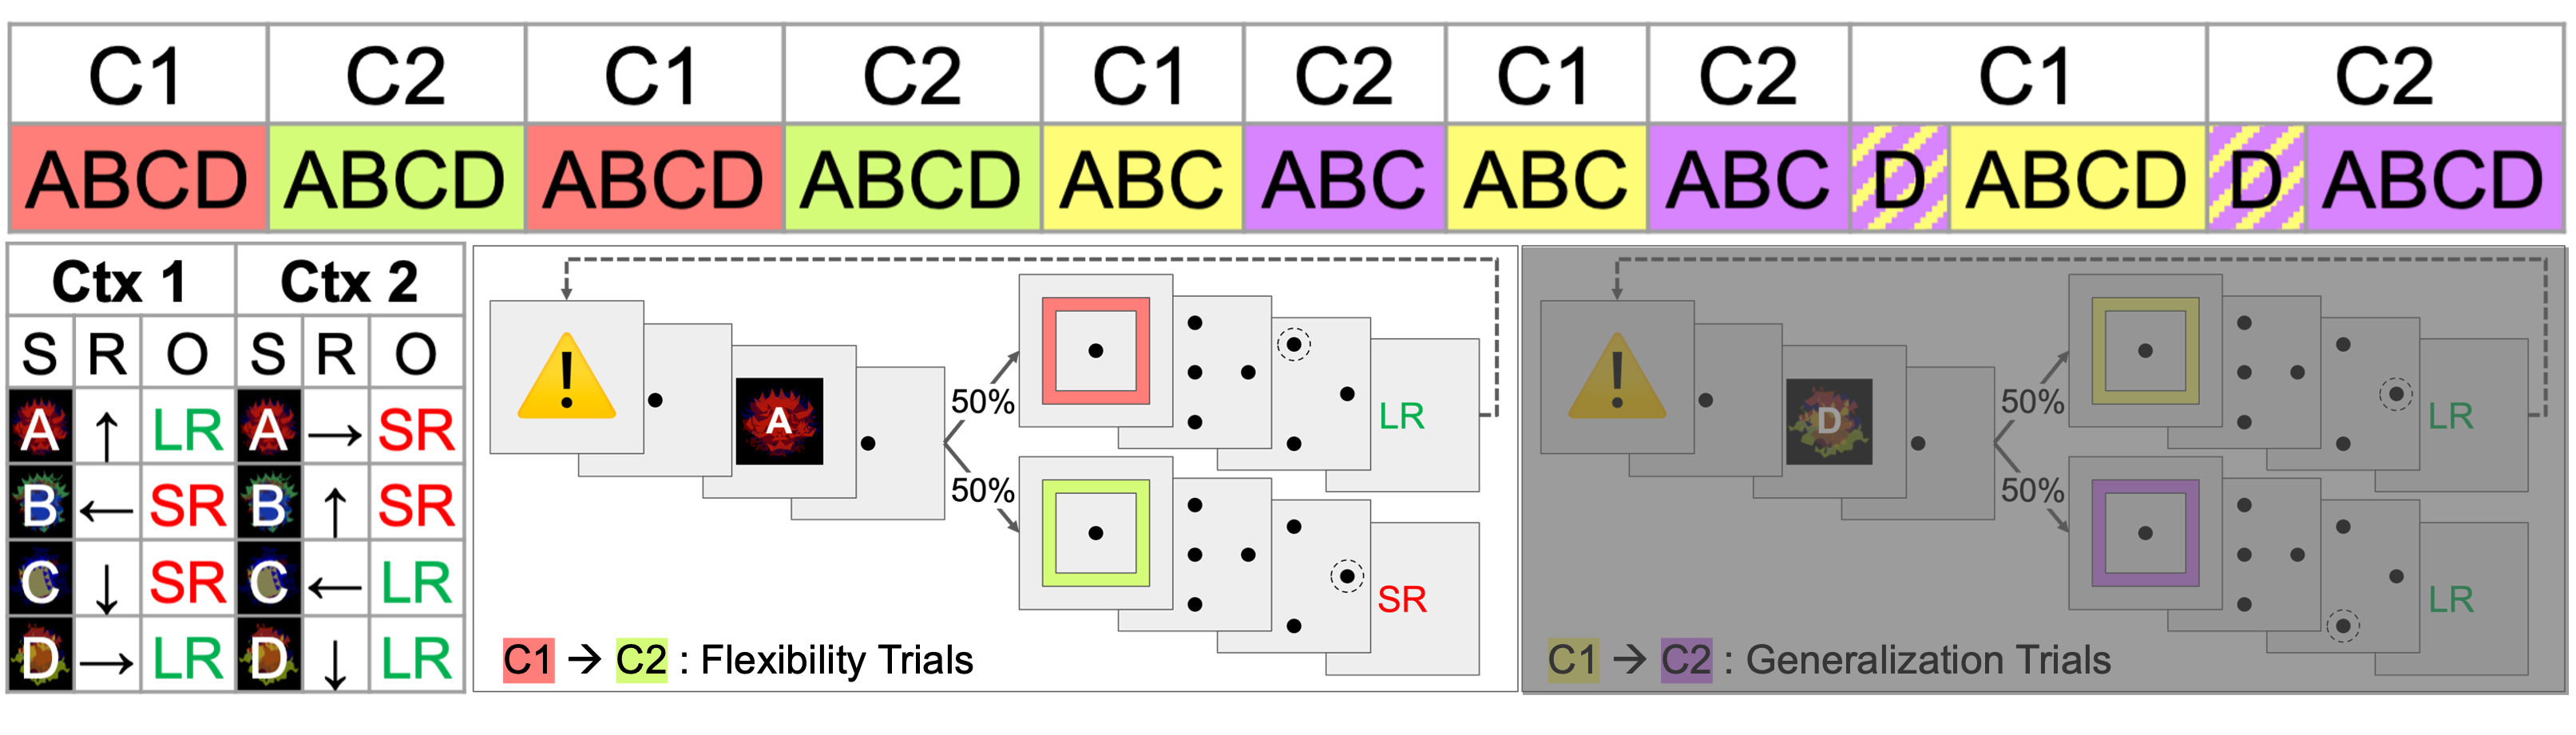 C1 C2 C1 C2 C1 C2 C1 C2 C1 C2
ABCD ABCD ABCD ABCD ABC ABC ABC ABC D ABCD D ABCD
Ctx 1 Ctx 2
S R O S R O
A ↑ LR A → SR
B ← SR B ↑ SR
C ↓ SR C ← LR
D → LR D ↓ LR
!
A
50%
50%
LR
SR
C1 → C2 : Flexibility Trials
!
D
50%
50%
LR
LR
C1 → C2 : Generalization Trials